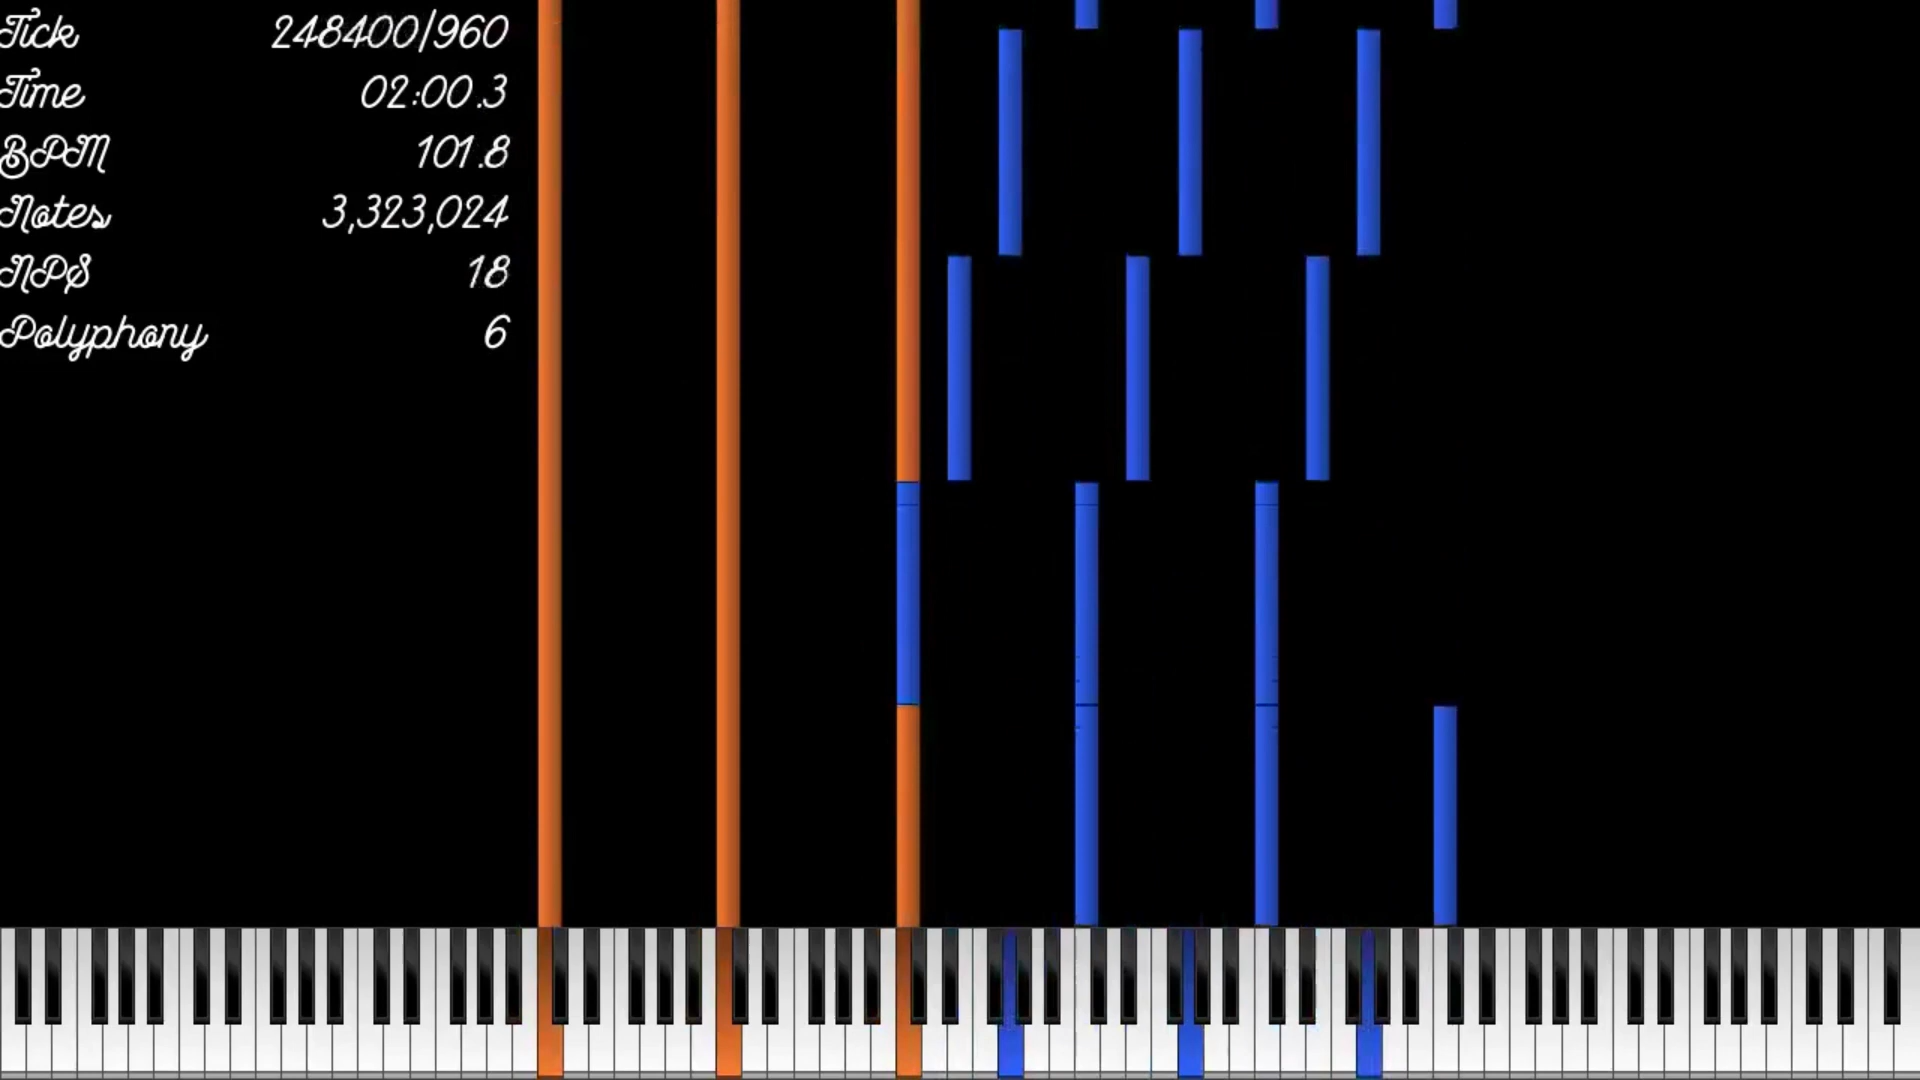 Tick 248400/960
Time 02:00.3
BPM 101.8
Notes 3,323,024
NPS 18
Polyphony 6